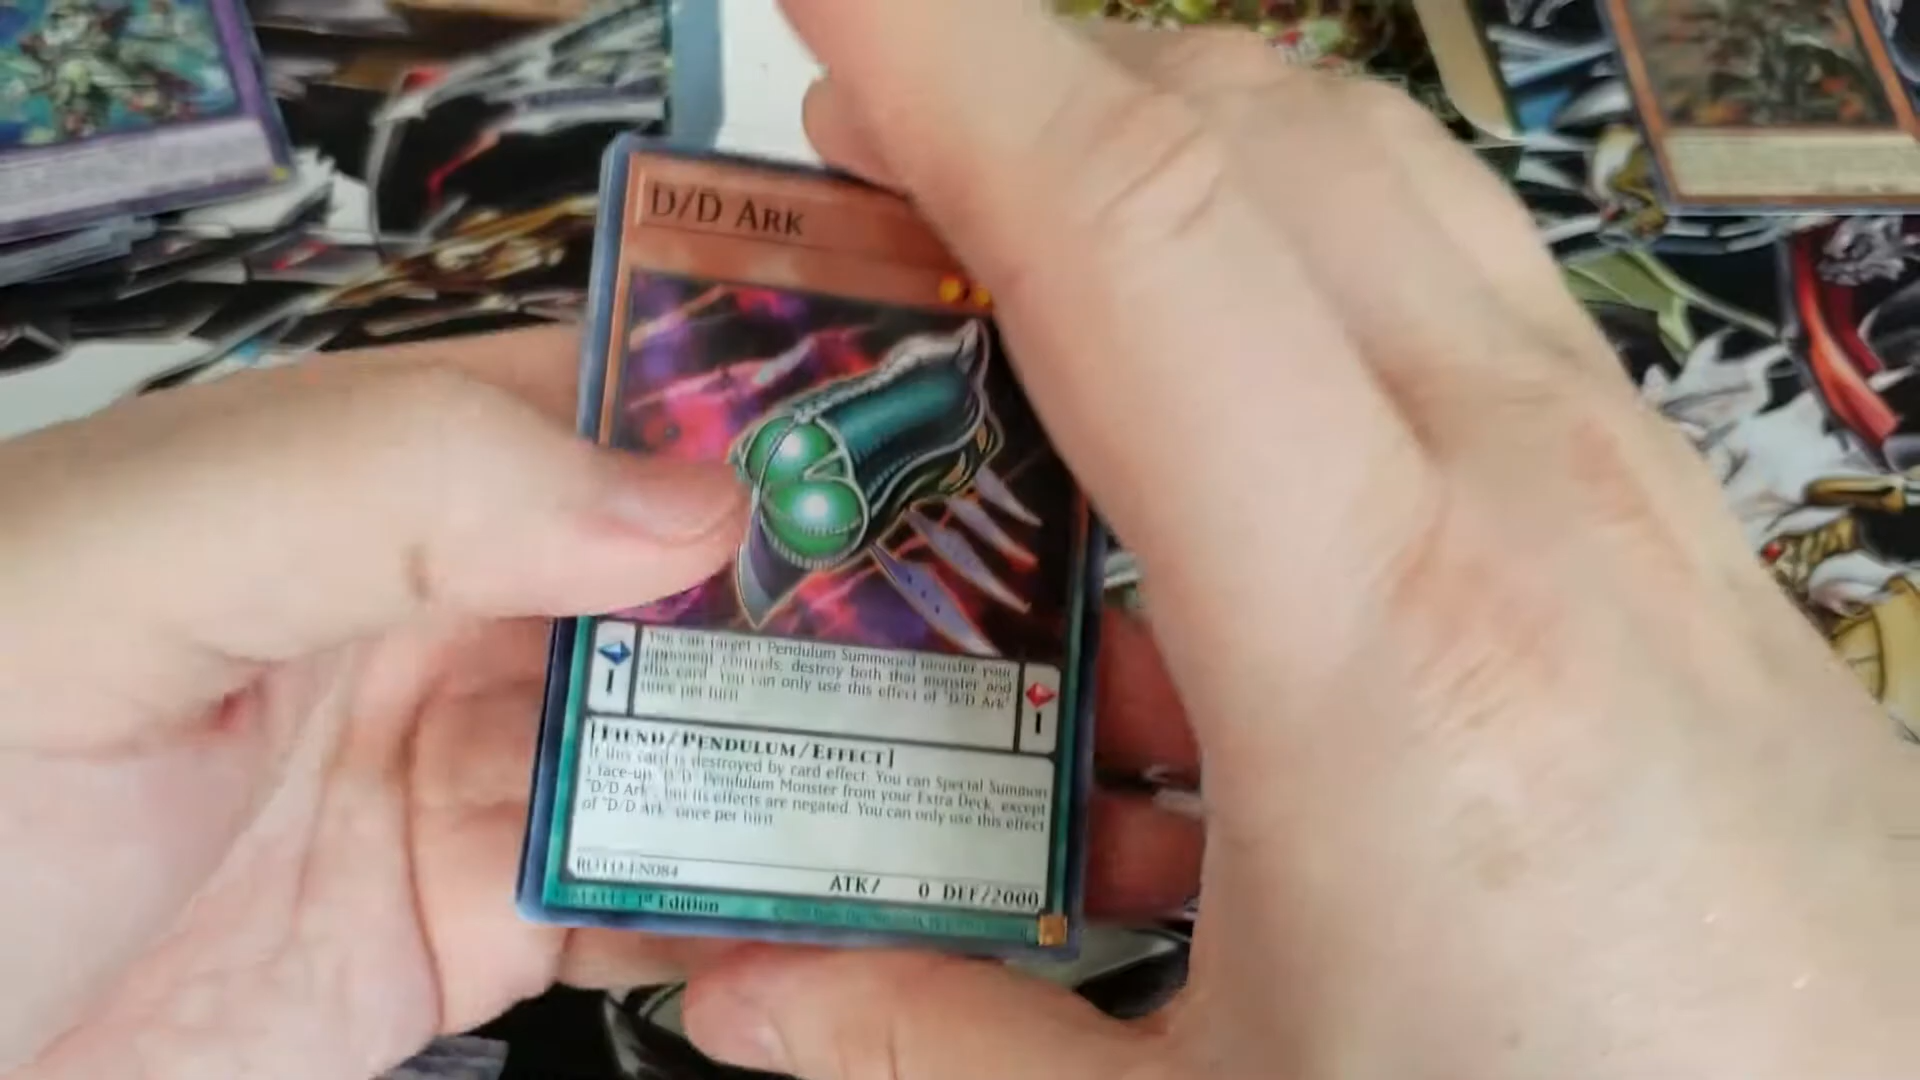 D/D Ark
You can target 1 Pendulum Summoned monster your
opponent controls; destroy both that monster and
this card. You can only use this effect of "D/D Ark"
once per turn.
1
1
[Fiend/Pendulum/Effect]
If this card is destroyed by card effect: You can Special Summon
1 face-up "D/D" Pendulum Monster from your Extra Deck, except
"D/D Ark", but its effects are negated. You can only use this effect
of "D/D Ark" once per turn.
EN084
ATK/ 0 DEF/2000
1st Edition